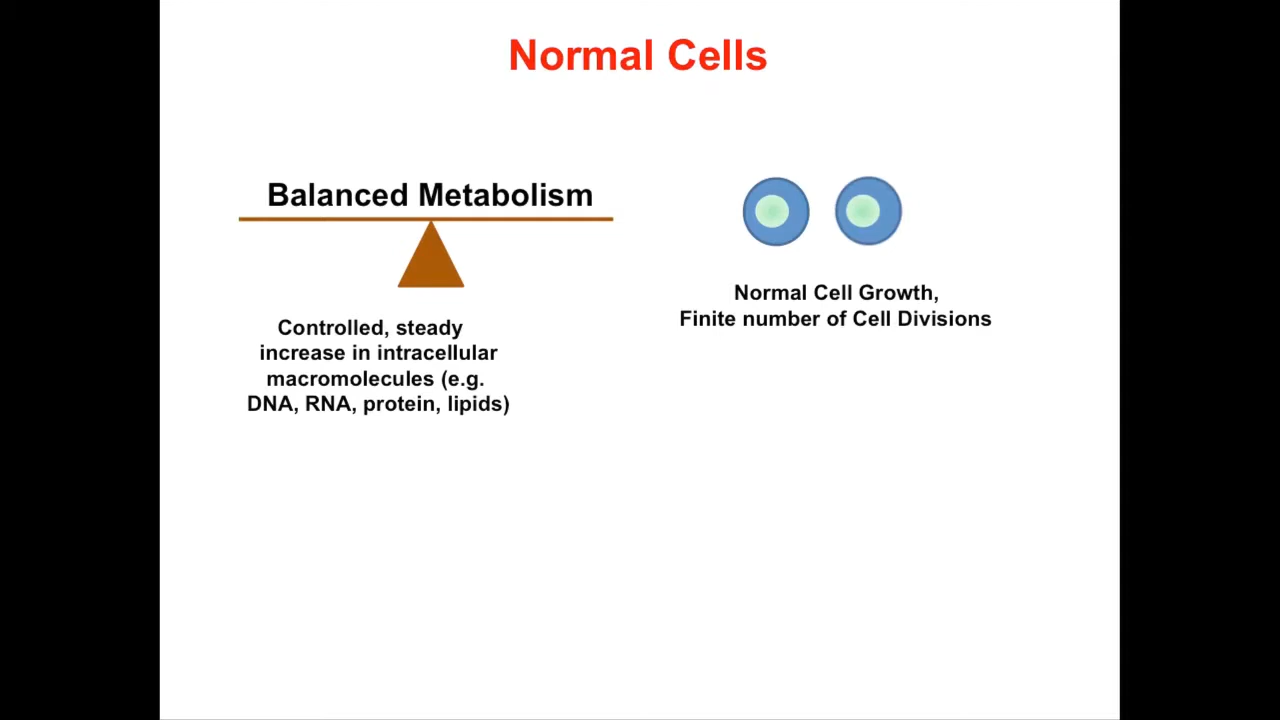 Normal Cells
Balanced Metabolism
Controlled, steady
increase in intracellular
macromolecules (e.g.
DNA, RNA, protein, lipids)
Normal Cell Growth,
Finite number of Cell Divisions